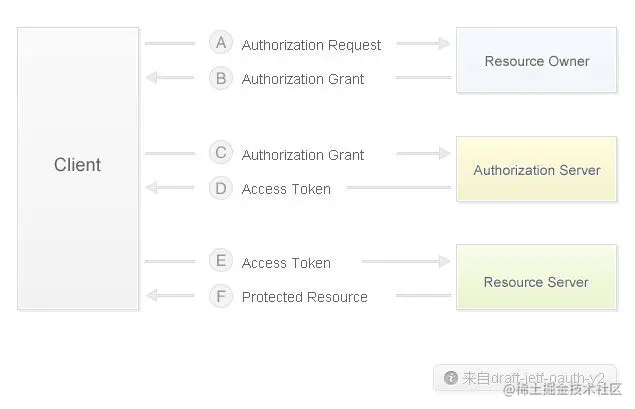 Client
A Authorization Request
B Authorization Grant
Resource Owner
C Authorization Grant
D Access Token
Authorization Server
E Access Token
F Protected Resource
Resource Server
i 来自draft-ietf-oauth-v2
@稀土掘金技术社区